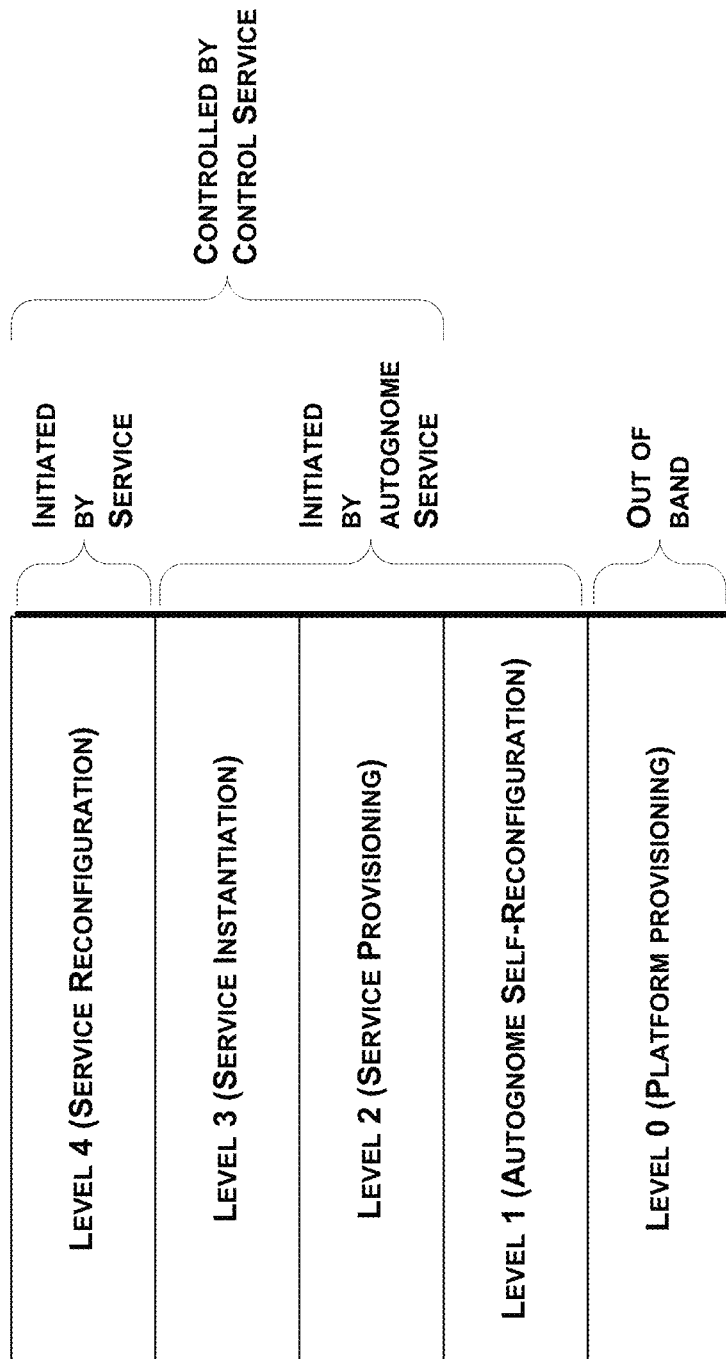 LEVEL 4 (SERVICE RECONFIGURATION)
LEVEL 3 (SERVICE INSTANTIATION)
LEVEL 2 (SERVICE PROVISIONING)
LEVEL 1 (AUTOGNOME SELF-RECONFIGURATION)
LEVEL 0 (PLATFORM PROVISIONING)
INITIATED
BY
SERVICE
INITIATED
BY
AUTOGNOME
SERVICE
OUT OF
BAND
CONTROLLED BY
CONTROL SERVICE